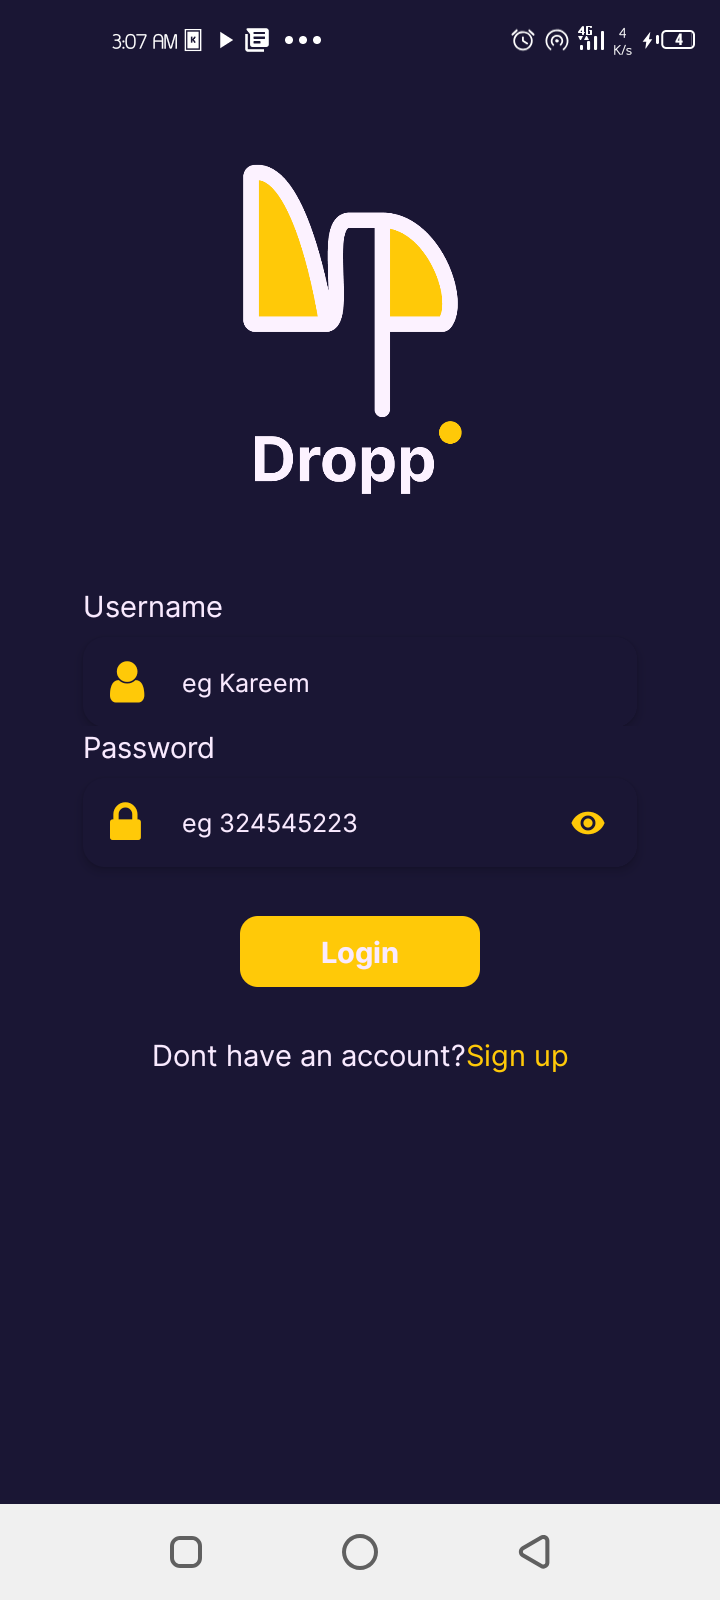 3:07 AM K 4G 4 K/s 4
Dropp
Username
eg Kareem
Password
eg 324545223
Login
Dont have an account?Sign up